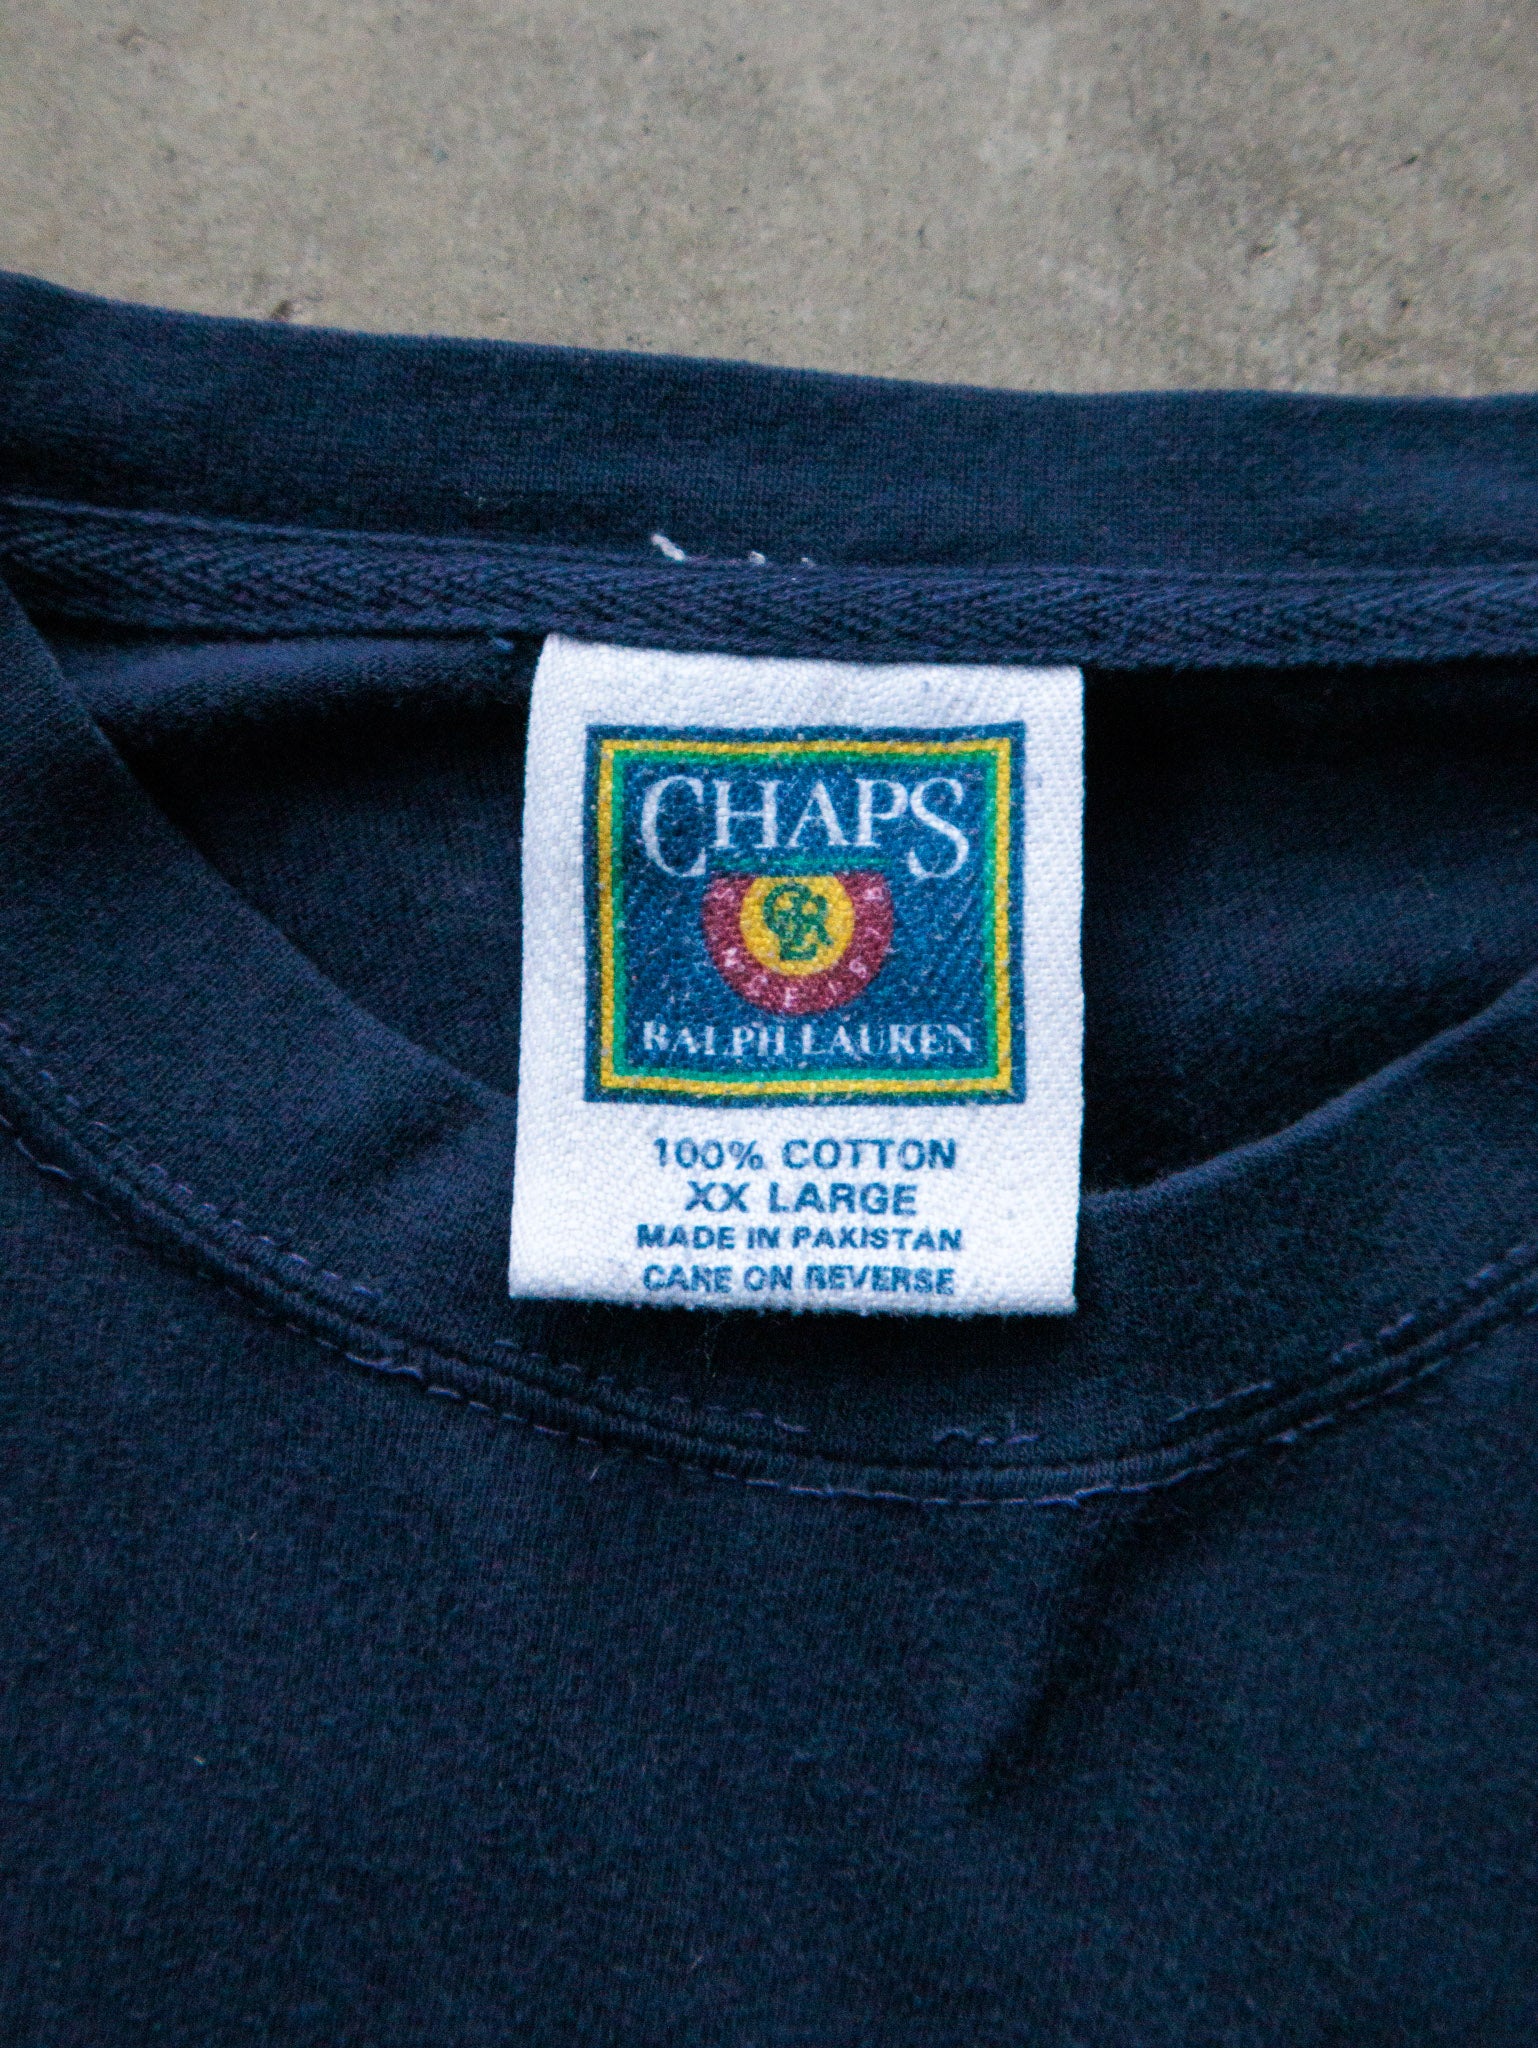 CHAPS
RALPH LAUREN
100% COTTON
XX LARGE
MADE IN PAKISTAN
CARE ON REVERSE